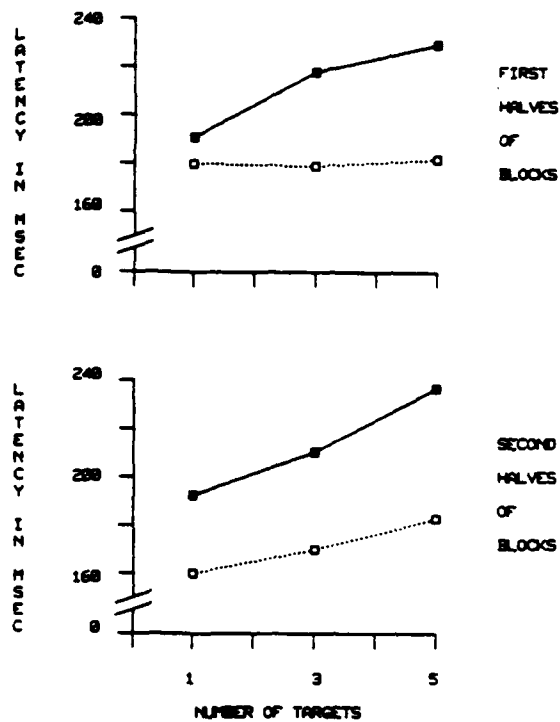 LATENCY IN MSEC
240
200
160
0
FIRST
HALVES
OF
BLOCKS
LATENCY IN MSEC
240
200
160
0
SECOND
HALVES
OF
BLOCKS
1 3 5
NUMBER OF TARGETS